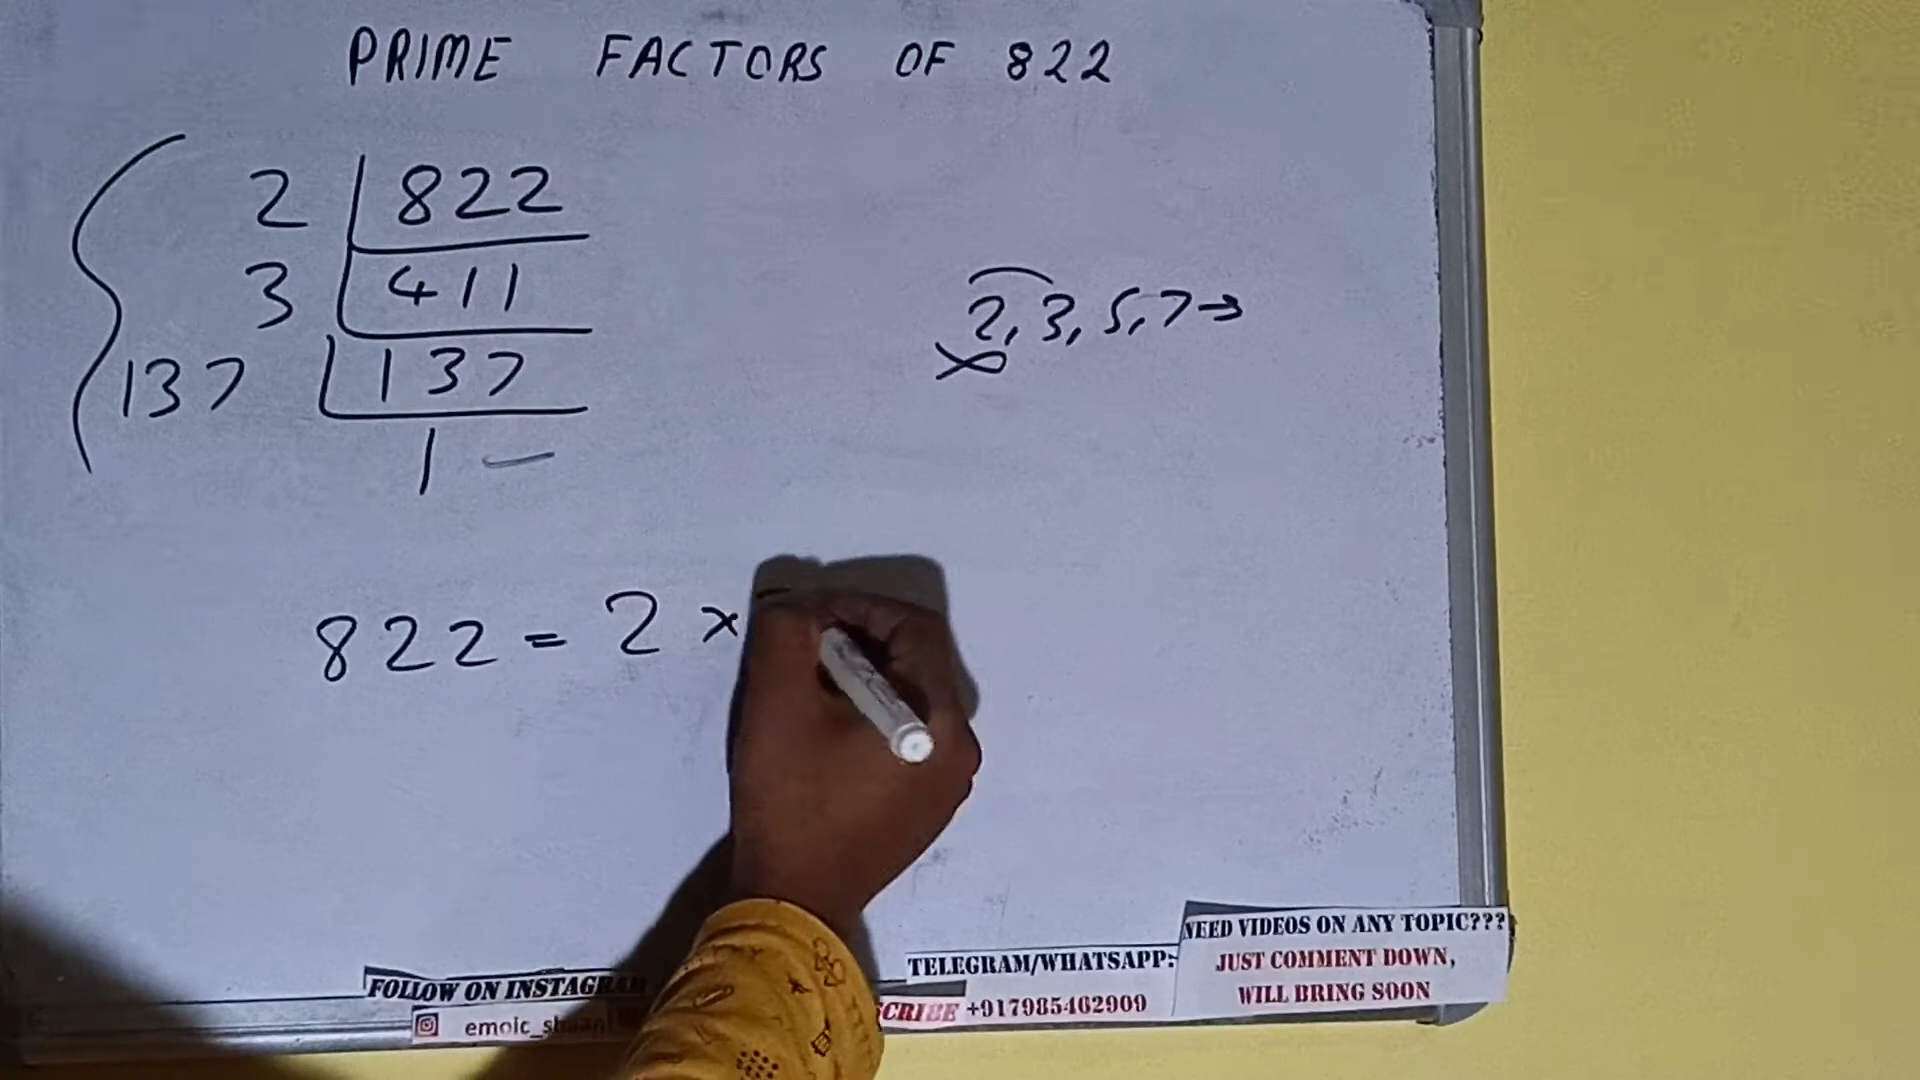 PRIME FACTORS OF 822
2 | 822
3 | 411
137 | 137
1
2, 3, 5, 7 →
822 = 2 ×
FOLLOW ON INSTAGRAM
TELEGRAM/WHATSAPP:
+917985462909
NEED VIDEOS ON ANY TOPIC???
JUST COMMENT DOWN,
WILL BRING SOON